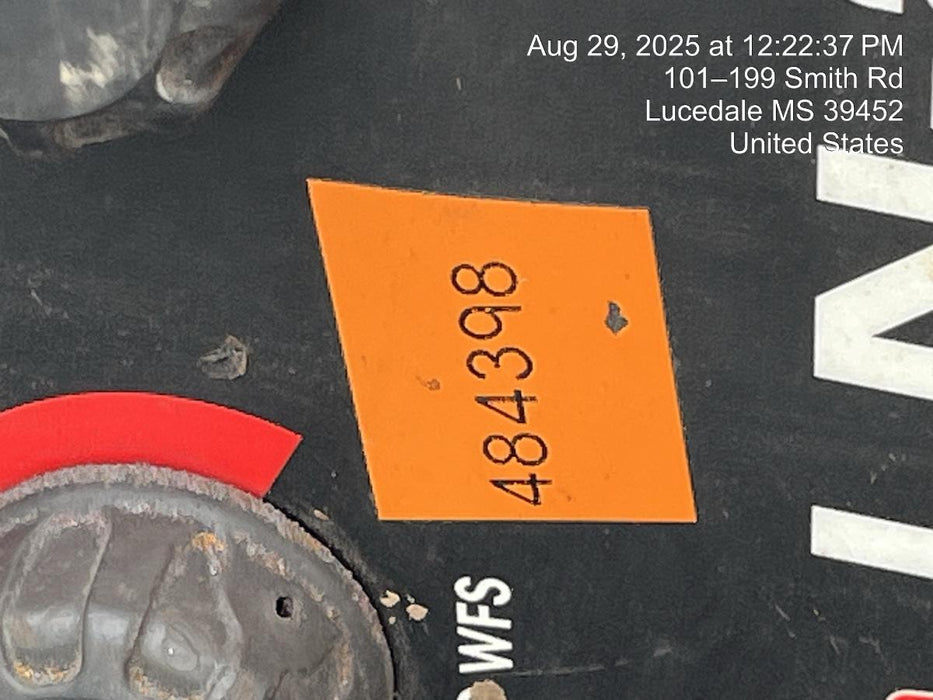 Aug 29, 2025 at 12:22:37 PM
101–199 Smith Rd
Lucedale MS 39452
United States
484398
WFS